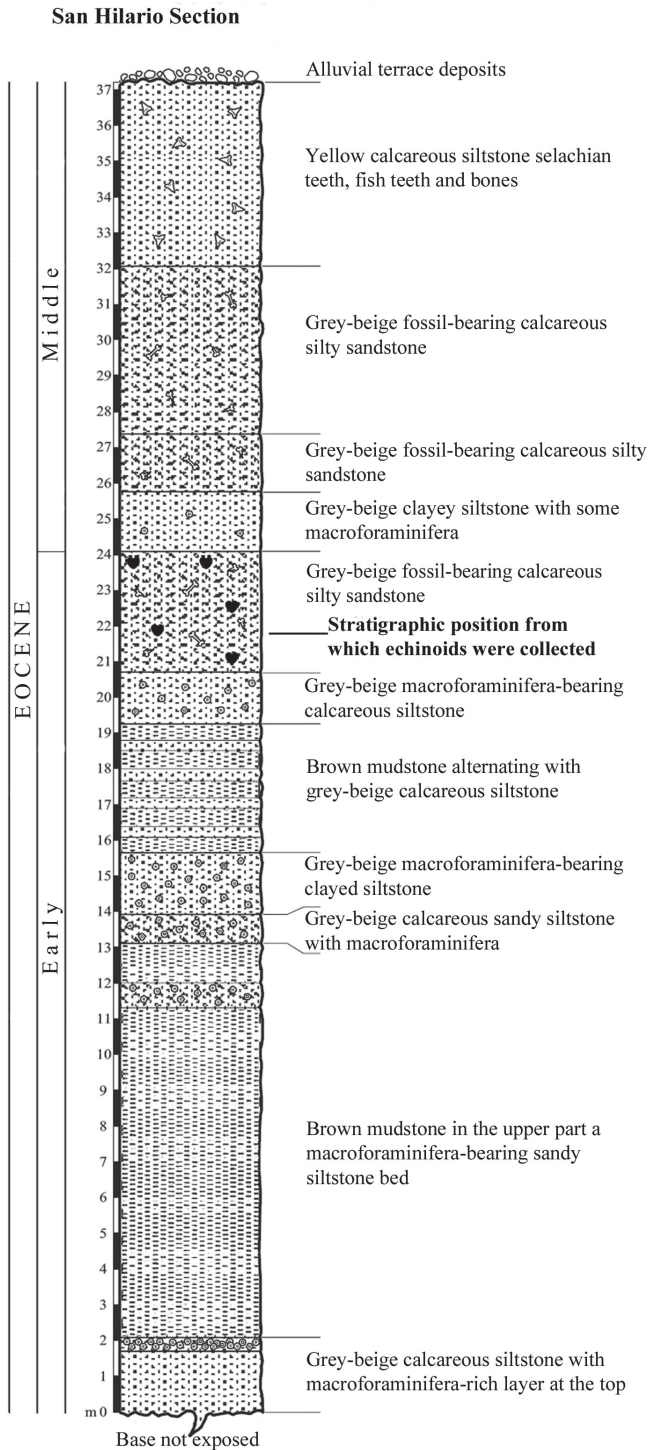 San Hilario Section
Alluvial terrace deposits
37
36
Yellow calcareous siltstone selachian
teeth, fish teeth and bones
35
34
33
32
31
Grey-beige fossil-bearing calcareous
silty sandstone
30
29
28
27
Grey-beige fossil-bearing calcareous silty
sandstone
26
Grey-beige clayey siltstone with some
macroforaminifera
25
24
Grey-beige fossil-bearing calcareous
silty sandstone
23
22
Stratigraphic position from
which echinoids were collected
21
Grey-beige macroforaminifera-bearing
calcareous siltstone
20
19
Brown mudstone alternating with
grey-beige calcareous siltstone
18
17
16
Grey-beige macroforaminifera-bearing
clayed siltstone
15
14
Grey-beige calcareous sandy siltstone
with macroforaminifera
13
12
11
10
9
8
Brown mudstone in the upper part a
macroforaminifera-bearing sandy
siltstone bed
7
6
5
4
3
2
Grey-beige calcareous siltstone with
macroforaminifera-rich layer at the top
1
m 0
Base not exposed
EOCENE
Middle
Early